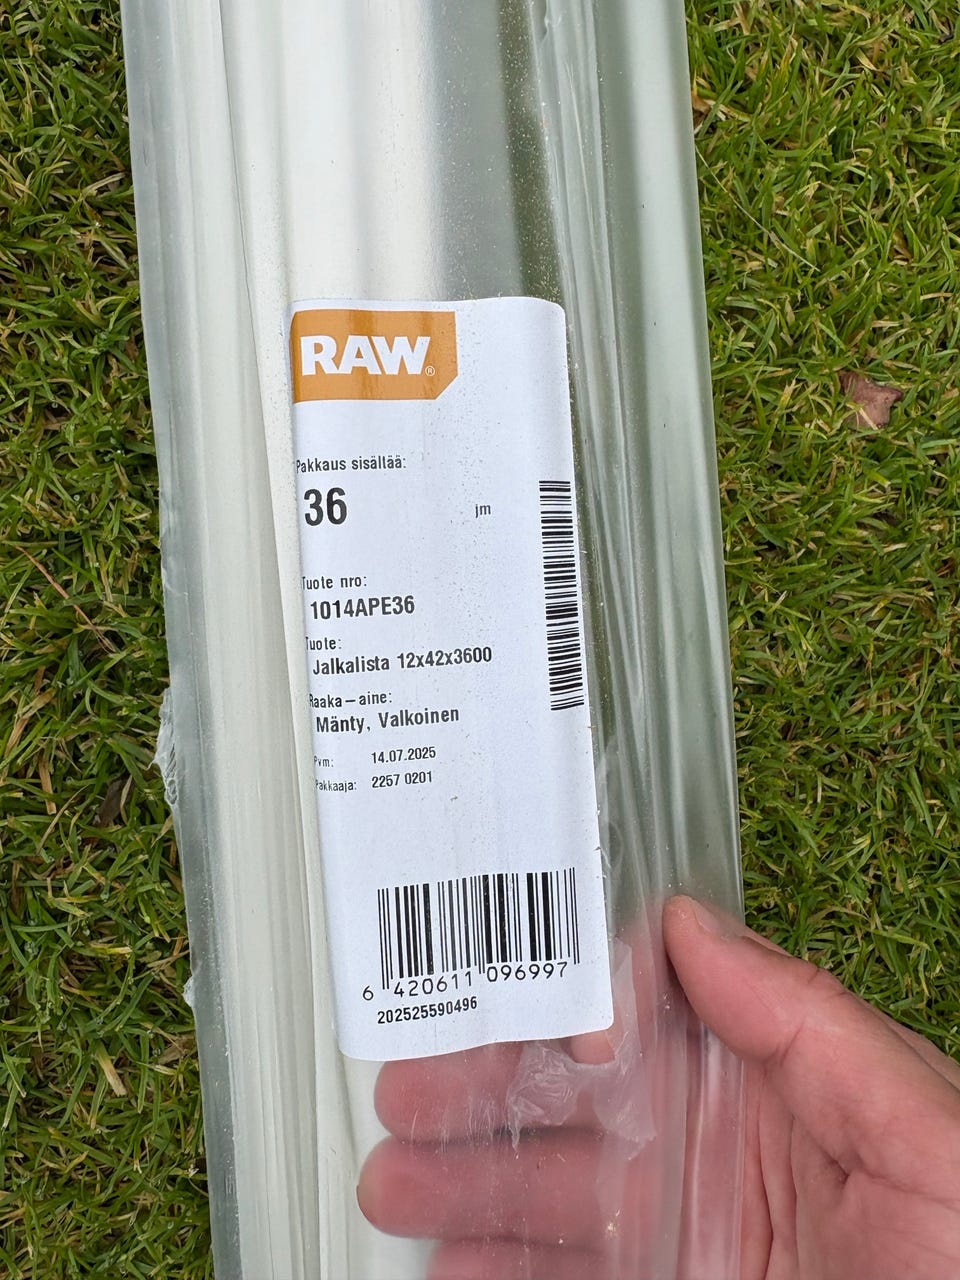 RAW®
Pakkaus sisältää:
36 jm
Tuote nro:
1014APE36
Tuote:
Jalkalista 12x42x3600
Raaka-aine:
Mänty, Valkoinen
Pvm: 14.07.2025
Pakkaaja: 2257 0201
6 420611 096997
202525590496